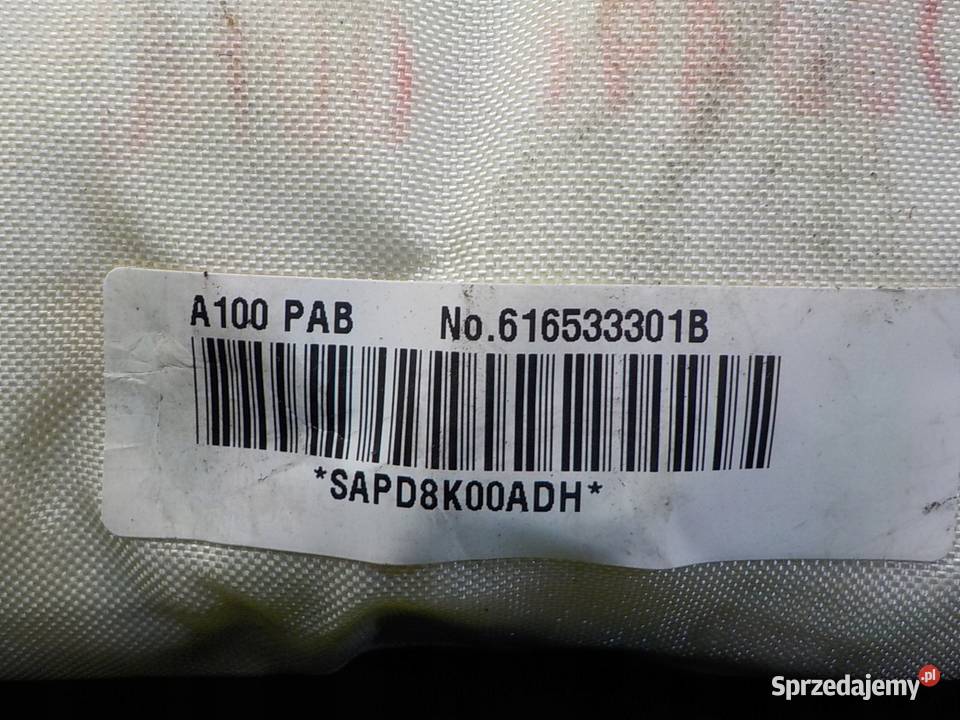 A100 PAB No.616533301B
*SAPD8K00ADH*
Sprzedajemy.pl